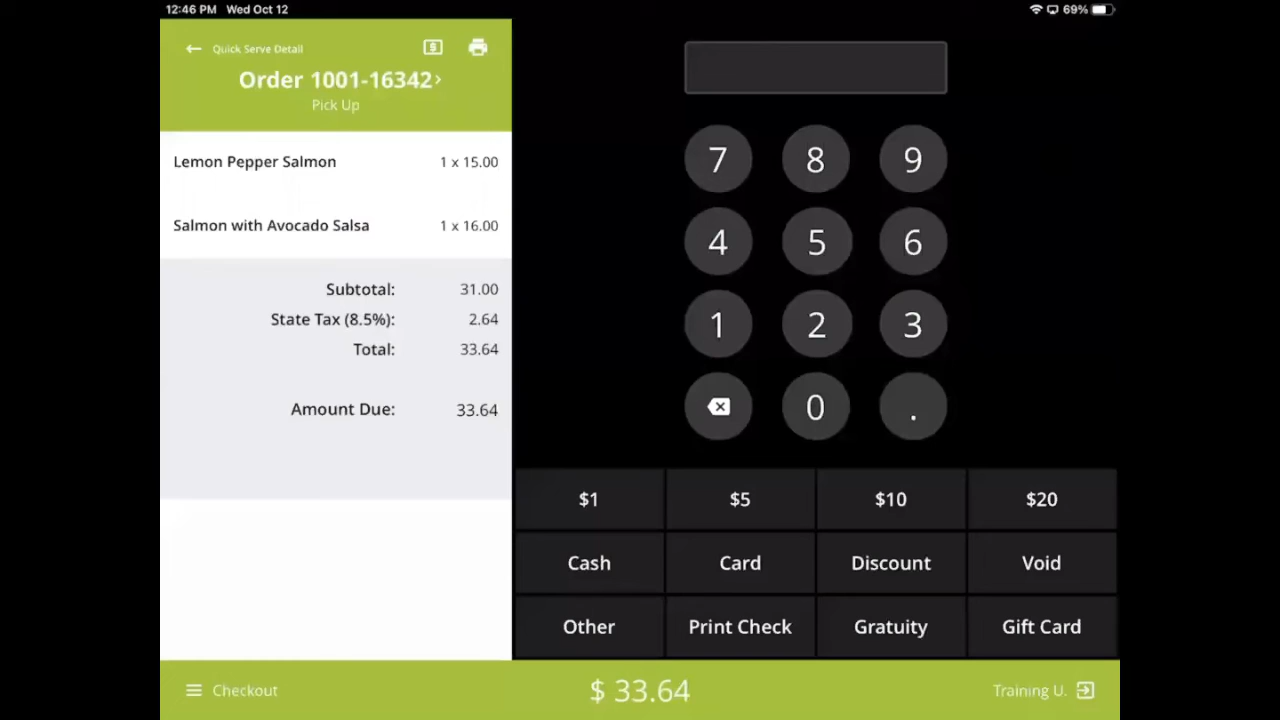 12:46 PM Wed Oct 12 69%
Quick Serve Detail
Order 1001-16342›
Pick Up
Lemon Pepper Salmon 1 x 15.00
Salmon with Avocado Salsa 1 x 16.00
Subtotal: 31.00
State Tax (8.5%): 2.64
Total: 33.64
Amount Due: 33.64
7 8 9
4 5 6
1 2 3
0 .
$1 $5 $10 $20
Cash Card Discount Void
Other Print Check Gratuity Gift Card
Checkout $ 33.64 Training U.